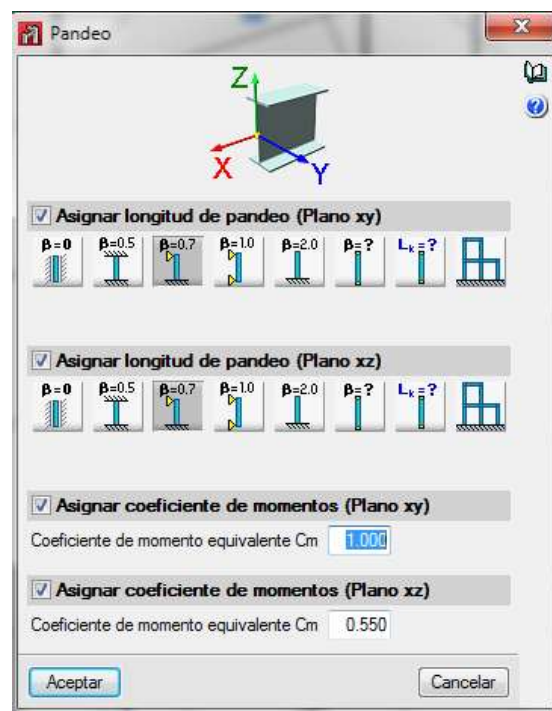 Pandeo
Z
X
Y
Asignar longitud de pandeo (Plano xy)
β=0 β=0.5 β=0.7 β=1.0 β=2.0 β=? Lk=?
Asignar longitud de pandeo (Plano xz)
β=0 β=0.5 β=0.7 β=1.0 β=2.0 β=? Lk=?
Asignar coeficiente de momentos (Plano xy)
Coeficiente de momento equivalente Cm 1.000
Asignar coeficiente de momentos (Plano xz)
Coeficiente de momento equivalente Cm 0.550
Aceptar Cancelar